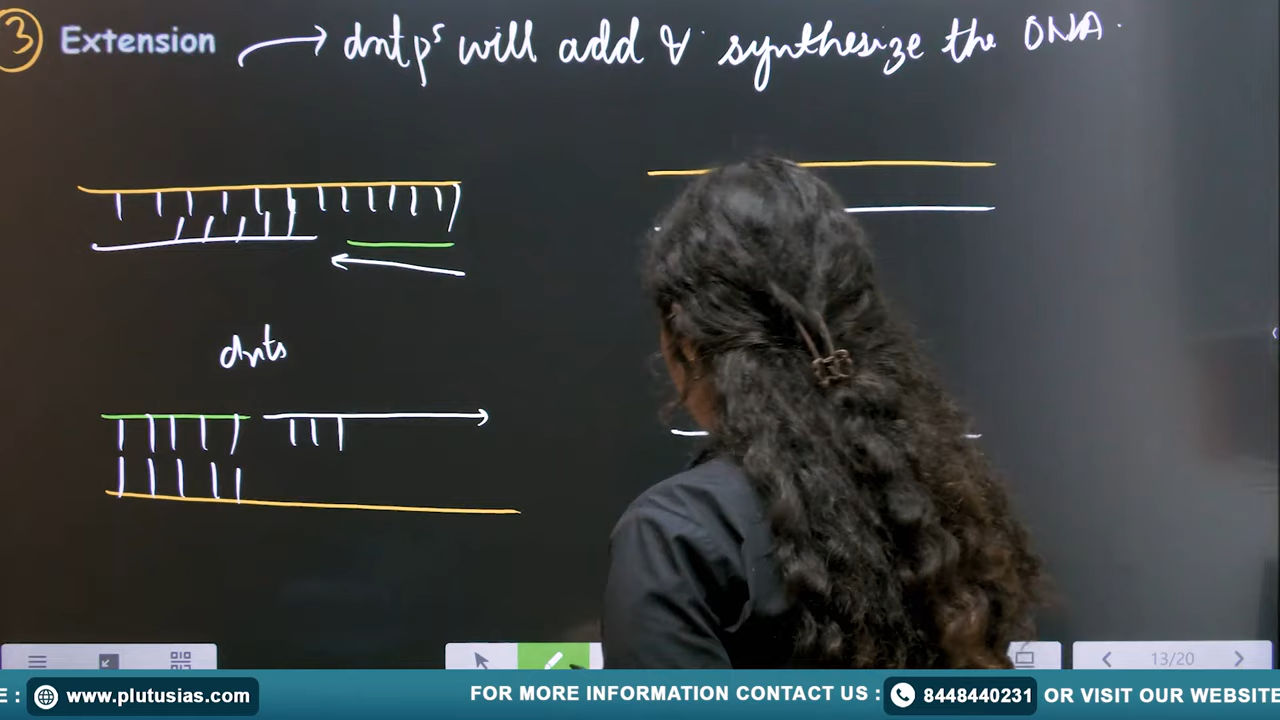 3 Extension → dntpˢ will add & synthesize the DNA.
dnts
13/20
E : www.plutusias.com FOR MORE INFORMATION CONTACT US : 8448440231 OR VISIT OUR WEBSITE